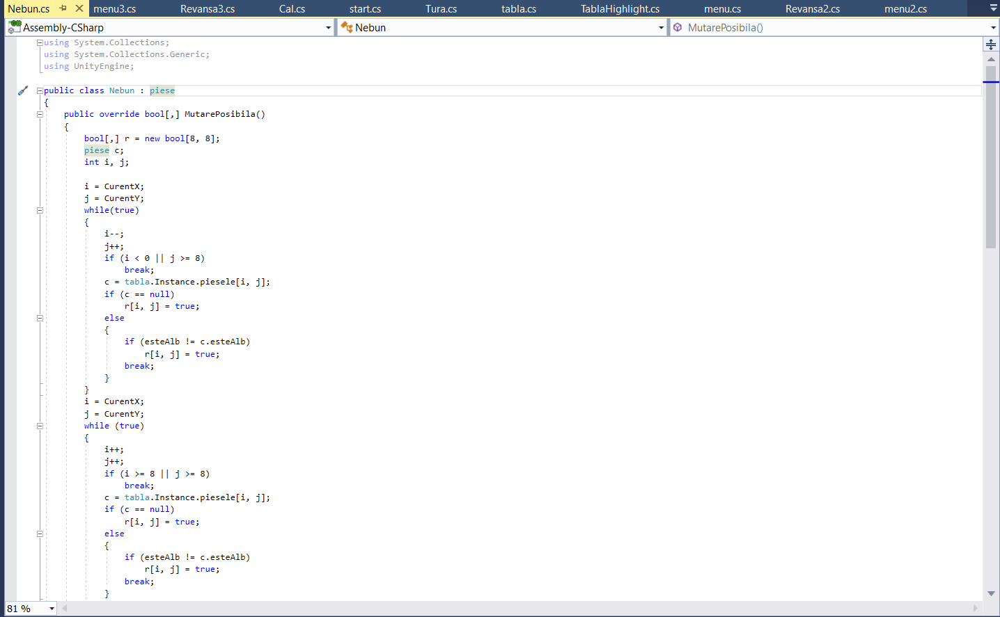 Nebun.cs menu3.cs Revansa3.cs Cal.cs start.cs Tura.cs tabla.cs TablaHighlight.cs menu.cs Revansa2.cs menu2.cs
Assembly-CSharp Nebun MutarePosibila()
using System.Collections;
using System.Collections.Generic;
using UnityEngine;
public class Nebun : piese
{
public override bool[,] MutarePosibila()
{
bool[,] r = new bool[8, 8];
piese c;
int i, j;
i = CurentX;
j = CurentY;
while(true)
{
i--;
j++;
if (i < 0 || j >= 8)
break;
c = tabla.Instance.piesele[i, j];
if (c == null)
r[i, j] = true;
else
{
if (esteAlb != c.esteAlb)
r[i, j] = true;
break;
}
}
i = CurentX;
j = CurentY;
while (true)
{
i++;
j++;
if (i >= 8 || j >= 8)
break;
c = tabla.Instance.piesele[i, j];
if (c == null)
r[i, j] = true;
else
{
if (esteAlb != c.esteAlb)
r[i, j] = true;
break;
}
81 %